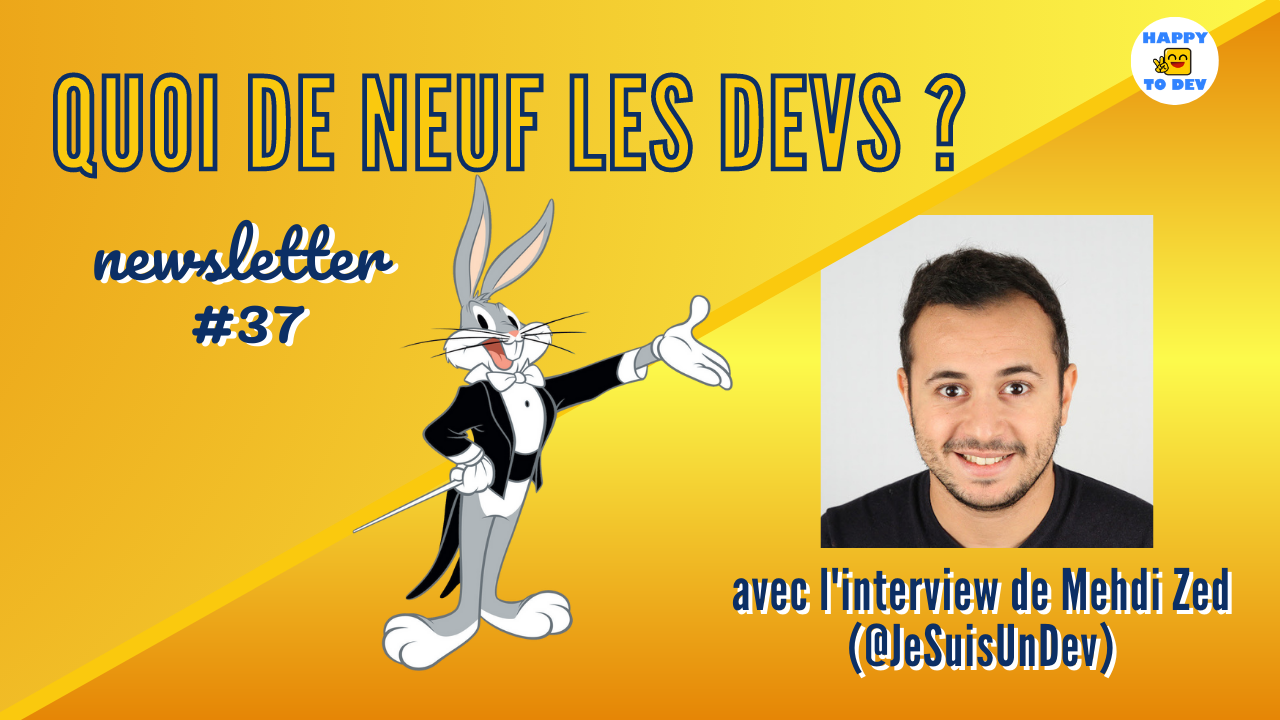 HAPPY
TO DEV
QUOI DE NEUF LES DEVS ?
newsletter
#37
avec l'interview de Mehdi Zed
(@JeSuisUnDev)